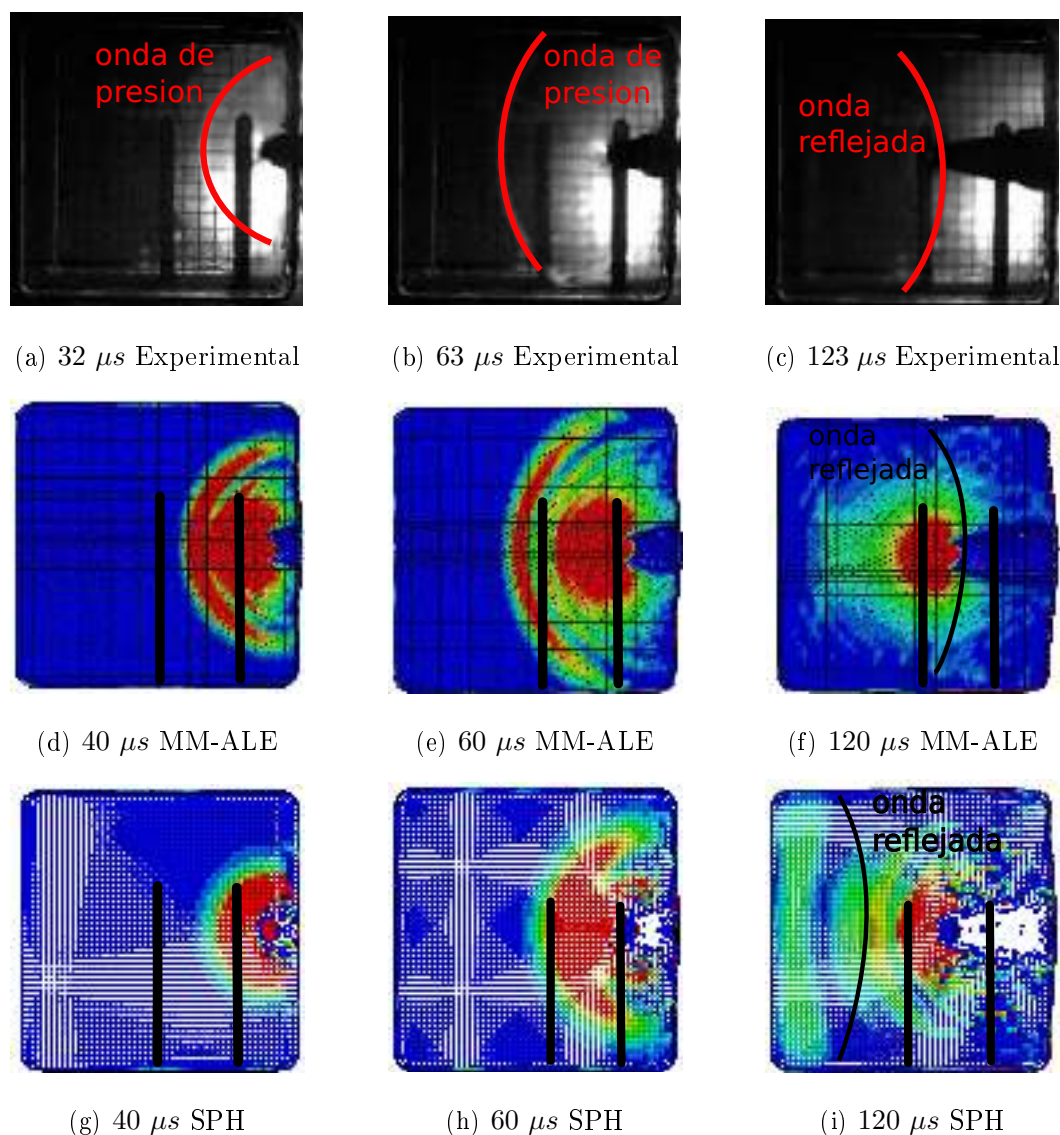 onda de
presion
onda de
presion
onda
reflejada
(a) 32 μs Experimental
(b) 63 μs Experimental
(c) 123 μs Experimental
onda
reflejada
(d) 40 μs MM-ALE
(e) 60 μs MM-ALE
(f) 120 μs MM-ALE
onda
reflejada
(g) 40 μs SPH
(h) 60 μs SPH
(i) 120 μs SPH